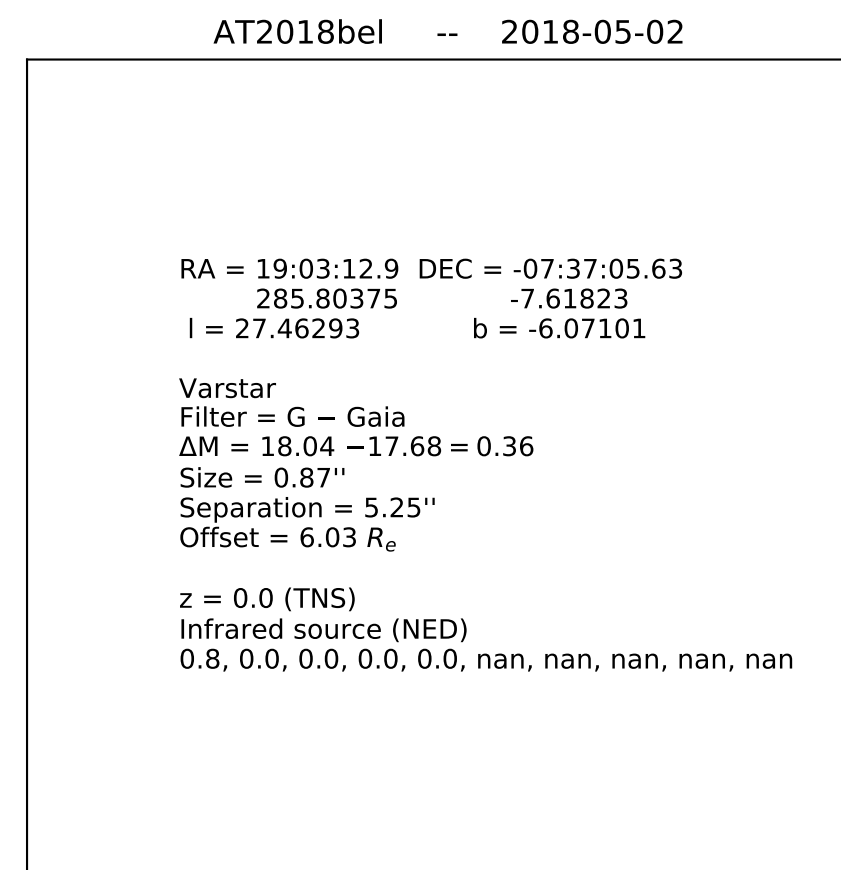 AT2018bel -- 2018-05-02
RA = 19:03:12.9 DEC = -07:37:05.63
285.80375 -7.61823
l = 27.46293 b = -6.07101
Varstar
Filter = G − Gaia
ΔM = 18.04 −17.68 = 0.36
Size = 0.87''
Separation = 5.25''
Offset = 6.03 Rₑ
z = 0.0 (TNS)
Infrared source (NED)
0.8, 0.0, 0.0, 0.0, 0.0, nan, nan, nan, nan, nan